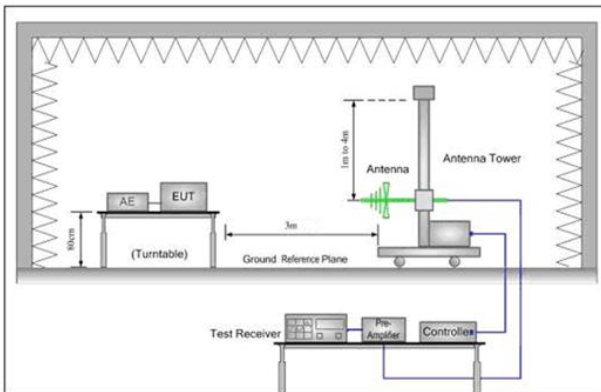 1m to 4m
Antenna
Antenna Tower
AE
EUT
80cm
(Turntable)
3m
Ground Reference Plane
Test Receiver
Pre-
Amplifier
Controller